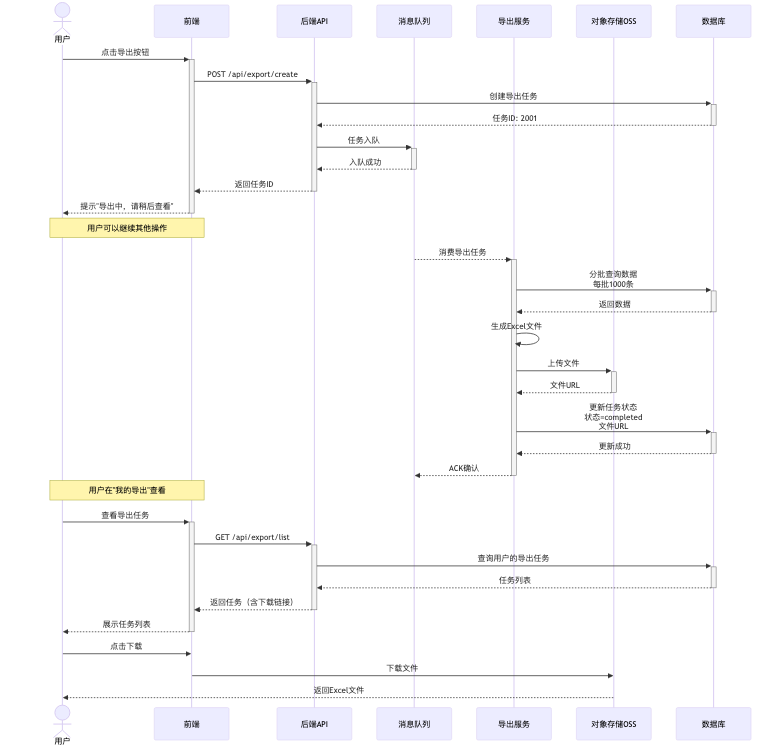 用户
前端
后端API
消息队列
导出服务
对象存储OSS
数据库
点击导出按钮
POST /api/export/create
创建导出任务
任务ID: 2001
任务入队
入队成功
返回任务ID
提示"导出中，请稍后查看"
用户可以继续其他操作
消费导出任务
分批查询数据
每批1000条
返回数据
生成Excel文件
上传文件
文件URL
更新任务状态
状态=completed
文件URL
更新成功
ACK确认
用户在"我的导出"查看
查看导出任务
GET /api/export/list
查询用户的导出任务
任务列表
返回任务（含下载链接）
展示任务列表
点击下载
下载文件
返回Excel文件
用户
前端
后端API
消息队列
导出服务
对象存储OSS
数据库